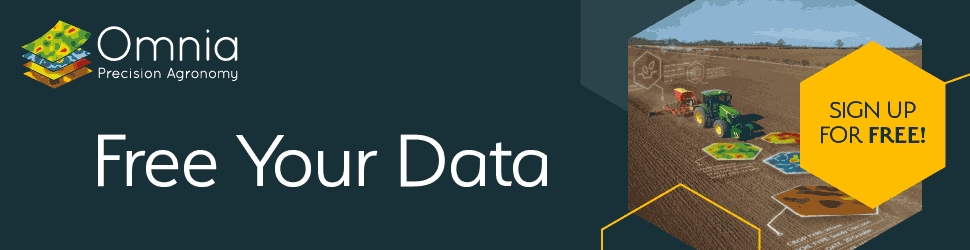 Omnia
Precision Agronomy
Free Your Data
SIGN UP
FOR FREE!